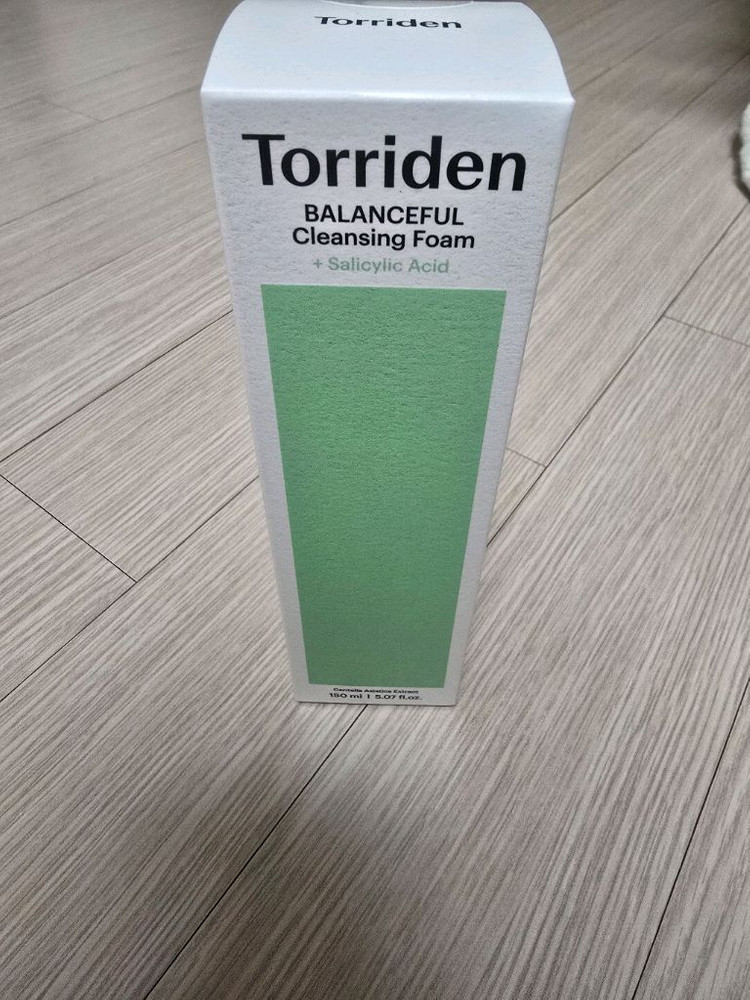 Torriden
Torriden
BALANCEFUL
Cleansing Foam
+ Salicylic Acid
Centella Asiatica Extract
150 ml | 5.07 fl.oz.